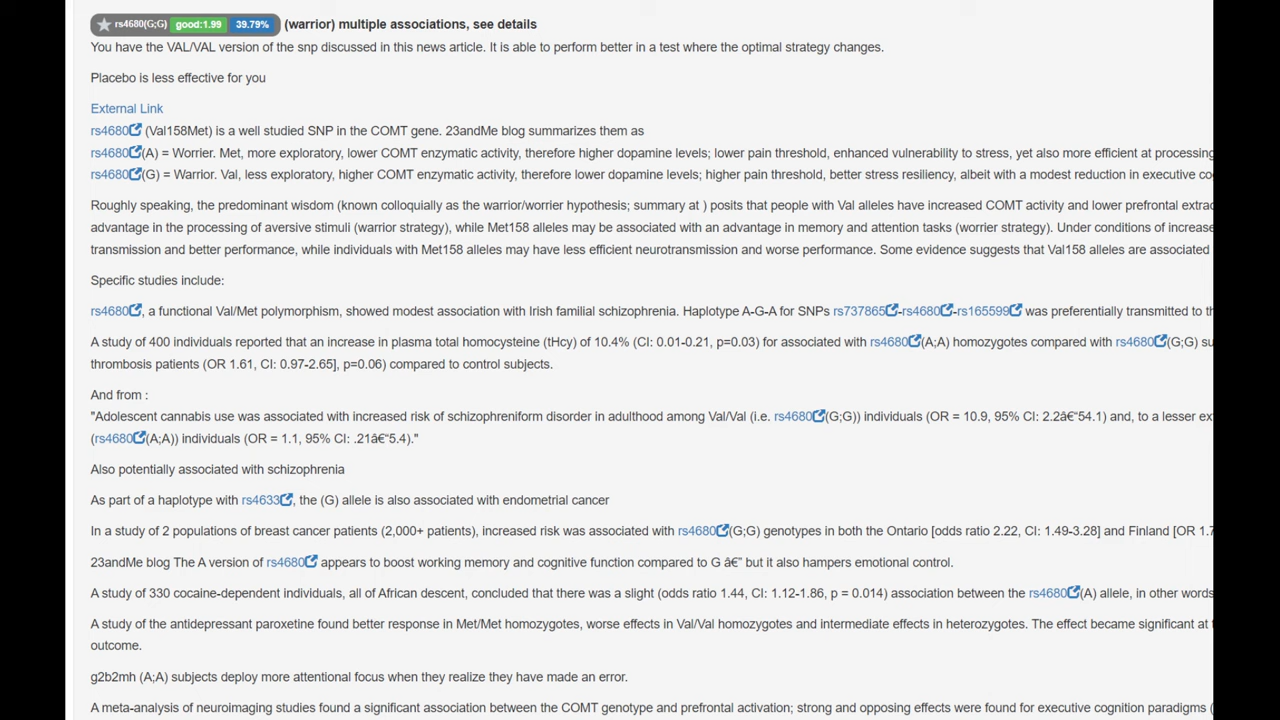 rs4680(G;G) good:1.99 39.79% (warrior) multiple associations, see details
You have the VAL/VAL version of the snp discussed in this news article. It is able to perform better in a test where the optimal strategy changes.
Placebo is less effective for you
External Link
rs4680 (Val158Met) is a well studied SNP in the COMT gene. 23andMe blog summarizes them as
rs4680(A) = Worrier. Met, more exploratory, lower COMT enzymatic activity, therefore higher dopamine levels; lower pain threshold, enhanced vulnerability to stress, yet also more efficient at processing
rs4680(G) = Warrior. Val, less exploratory, higher COMT enzymatic activity, therefore lower dopamine levels; higher pain threshold, better stress resiliency, albeit with a modest reduction in executive co
Roughly speaking, the predominant wisdom (known colloquially as the warrior/worrier hypothesis; summary at ) posits that people with Val alleles have increased COMT activity and lower prefrontal extrac
advantage in the processing of aversive stimuli (warrior strategy), while Met158 alleles may be associated with an advantage in memory and attention tasks (worrier strategy). Under conditions of increase
transmission and better performance, while individuals with Met158 alleles may have less efficient neurotransmission and worse performance. Some evidence suggests that Val158 alleles are associated
Specific studies include:
rs4680, a functional Val/Met polymorphism, showed modest association with Irish familial schizophrenia. Haplotype A-G-A for SNPs rs737865-rs4680-rs165599 was preferentially transmitted to th
A study of 400 individuals reported that an increase in plasma total homocysteine (tHcy) of 10.4% (CI: 0.01-0.21, p=0.03) for associated with rs4680(A;A) homozygotes compared with rs4680(G;G) su
thrombosis patients (OR 1.61, CI: 0.97-2.65], p=0.06) compared to control subjects.
And from :
"Adolescent cannabis use was associated with increased risk of schizophreniform disorder in adulthood among Val/Val (i.e. rs4680(G;G)) individuals (OR = 10.9, 95% CI: 2.2â€“54.1) and, to a lesser ex
(rs4680(A;A)) individuals (OR = 1.1, 95% CI: .21â€“5.4)."
Also potentially associated with schizophrenia
As part of a haplotype with rs4633, the (G) allele is also associated with endometrial cancer
In a study of 2 populations of breast cancer patients (2,000+ patients), increased risk was associated with rs4680(G;G) genotypes in both the Ontario [odds ratio 2.22, CI: 1.49-3.28] and Finland [OR 1.7
23andMe blog The A version of rs4680 appears to boost working memory and cognitive function compared to G â€” but it also hampers emotional control.
A study of 330 cocaine-dependent individuals, all of African descent, concluded that there was a slight (odds ratio 1.44, CI: 1.12-1.86, p = 0.014) association between the rs4680(A) allele, in other words
A study of the antidepressant paroxetine found better response in Met/Met homozygotes, worse effects in Val/Val homozygotes and intermediate effects in heterozygotes. The effect became significant at t
outcome.
g2b2mh (A;A) subjects deploy more attentional focus when they realize they have made an error.
A meta-analysis of neuroimaging studies found a significant association between the COMT genotype and prefrontal activation; strong and opposing effects were found for executive cognition paradigms (